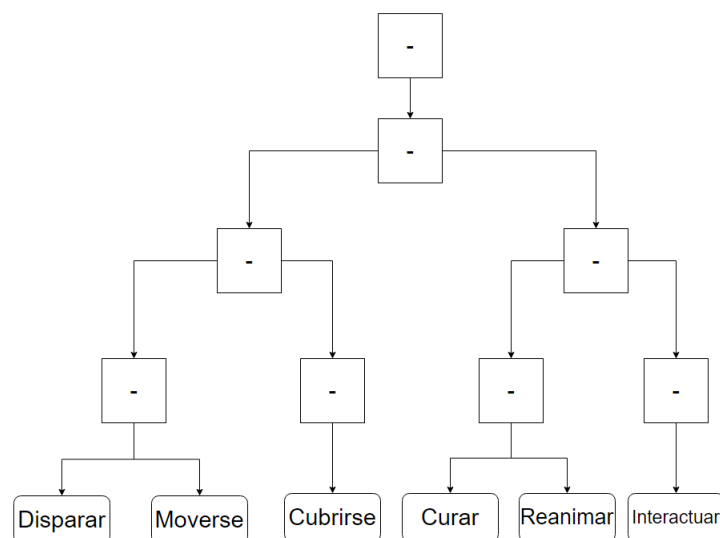 -
-
-
-
-
-
-
-
Disparar
Moverse
Cubrirse
Curar
Reanimar
Interactuar